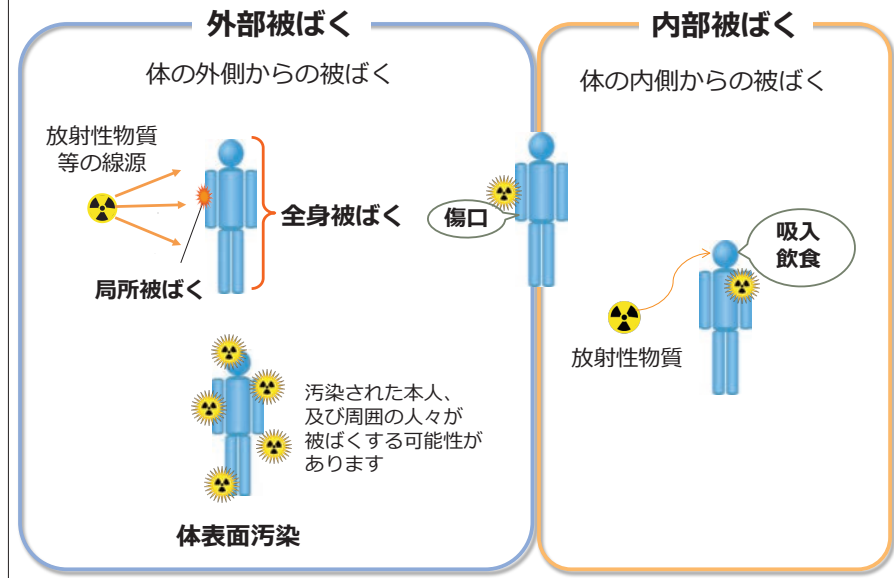 外部被ばく
体の外側からの被ばく
放射性物質
等の線源
全身被ばく
局所被ばく
傷口
汚染された本人、
及び周囲の人々が
被ばくする可能性が
あります
体表面汚染
内部被ばく
体の内側からの被ばく
吸入
飲食
放射性物質